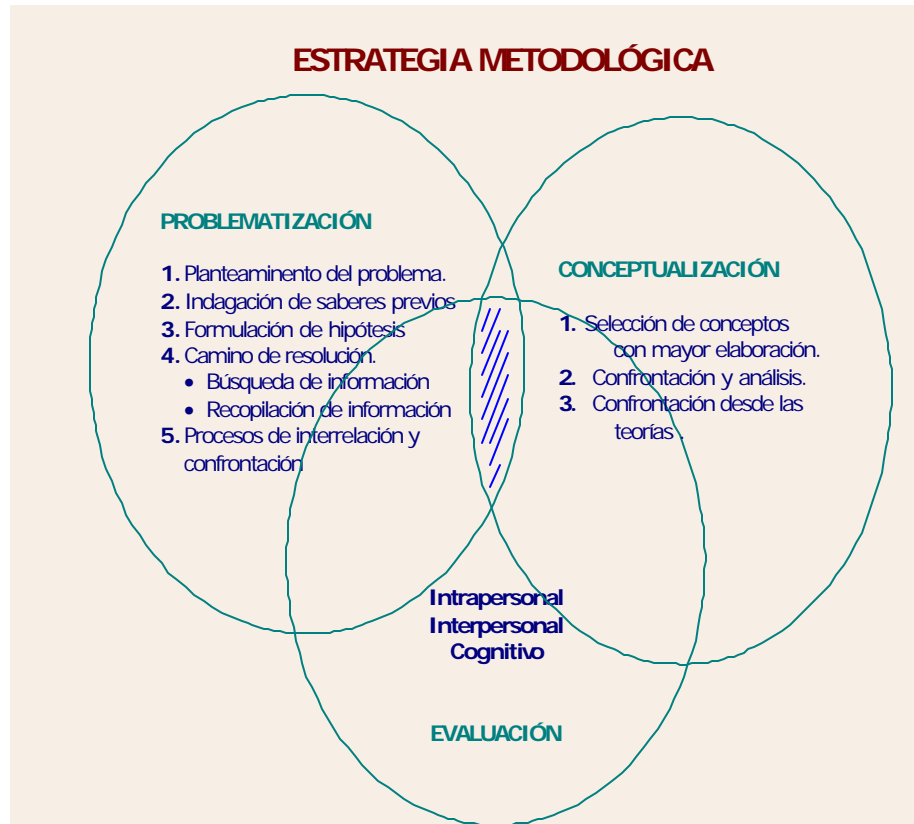 ESTRATEGIA METODOLÓGICA
PROBLEMATIZACIÓN
1. Planteaminento del problema.
2. Indagación de saberes previos
3. Formulación de hipótesis
4. Camino de resolución.
• Búsqueda de información
• Recopilación de información
5. Procesos de interrelación y
confrontación
CONCEPTUALIZACIÓN
1. Selección de conceptos
con mayor elaboración.
2. Confrontación y análisis.
3. Confrontación desde las
teorías .
Intrapersonal
Interpersonal
Cognitivo
EVALUACIÓN